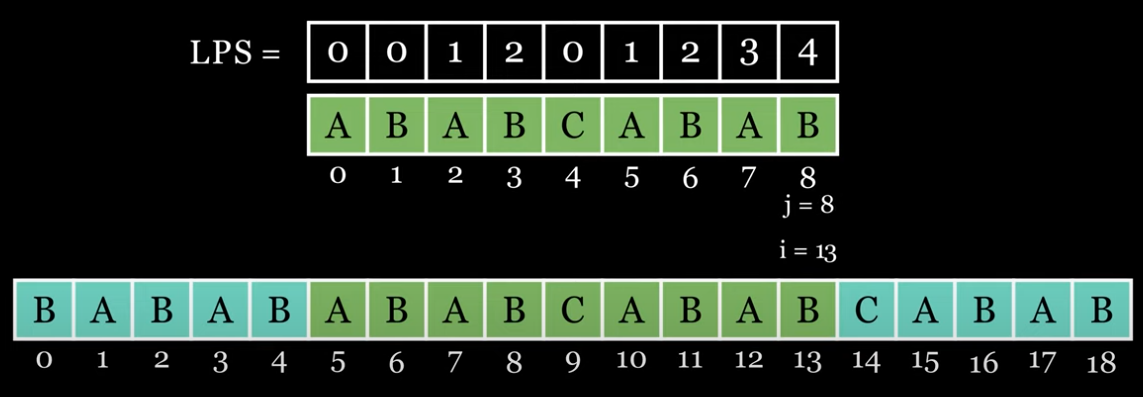 LPS = 0 0 1 2 0 1 2 3 4
A B A B C A B A B
0 1 2 3 4 5 6 7 8
j = 8
i = 13
B A B A B A B A B C A B A B C A B A B
0 1 2 3 4 5 6 7 8 9 10 11 12 13 14 15 16 17 18